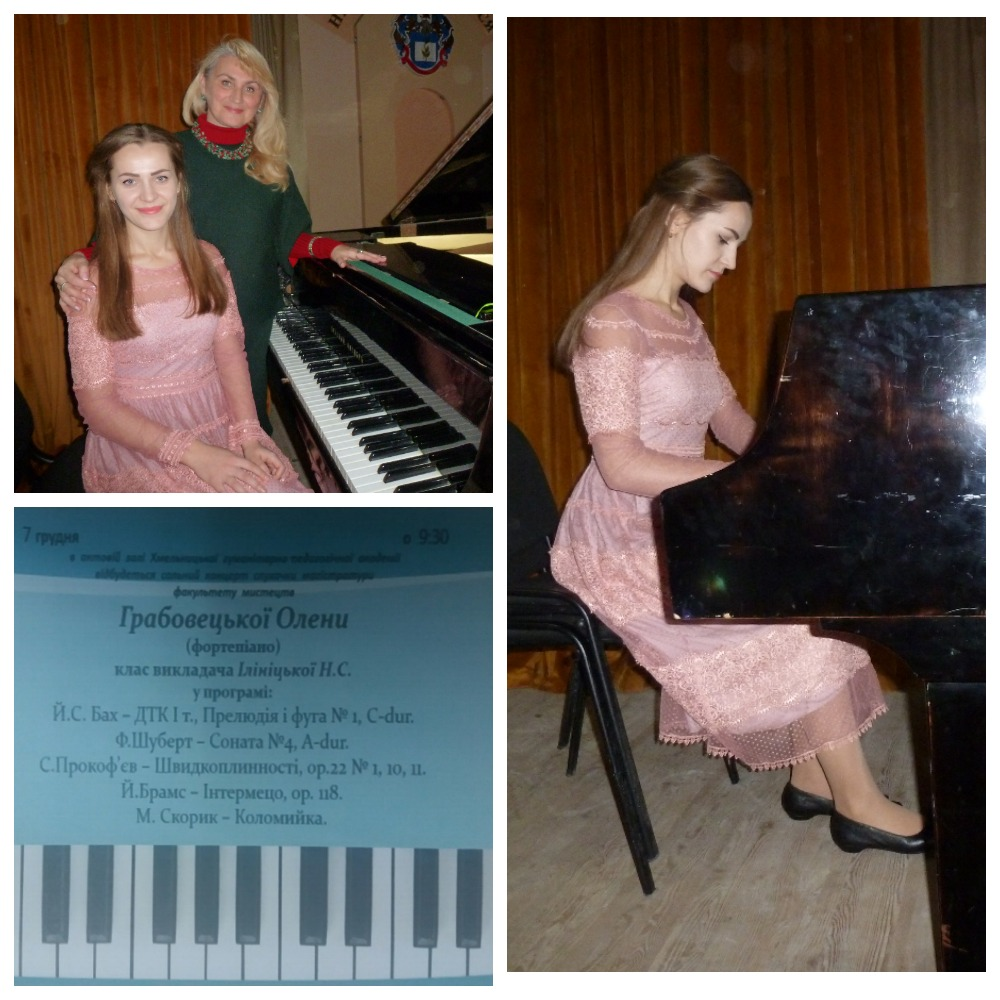 7 грудня о 9:30
в актовій залі Хмельницької гуманітарно-педагогічної академії
відбудеться сольний концерт слухача магістратури
факультету мистецтв
Грабовецької Олени
(фортепіано)
клас викладача Ілініцької Н.С.
у програмі:
Й.С. Бах – ДТК І т., Прелюдія і фуга № 1, C-dur.
Ф.Шуберт – Соната №4, A-dur.
С.Прокоф'єв – Швидкоплинності, ор.22 № 1, 10, 11.
Й.Брамс – Інтермецо, ор. 118.
М. Скорик – Коломийка.